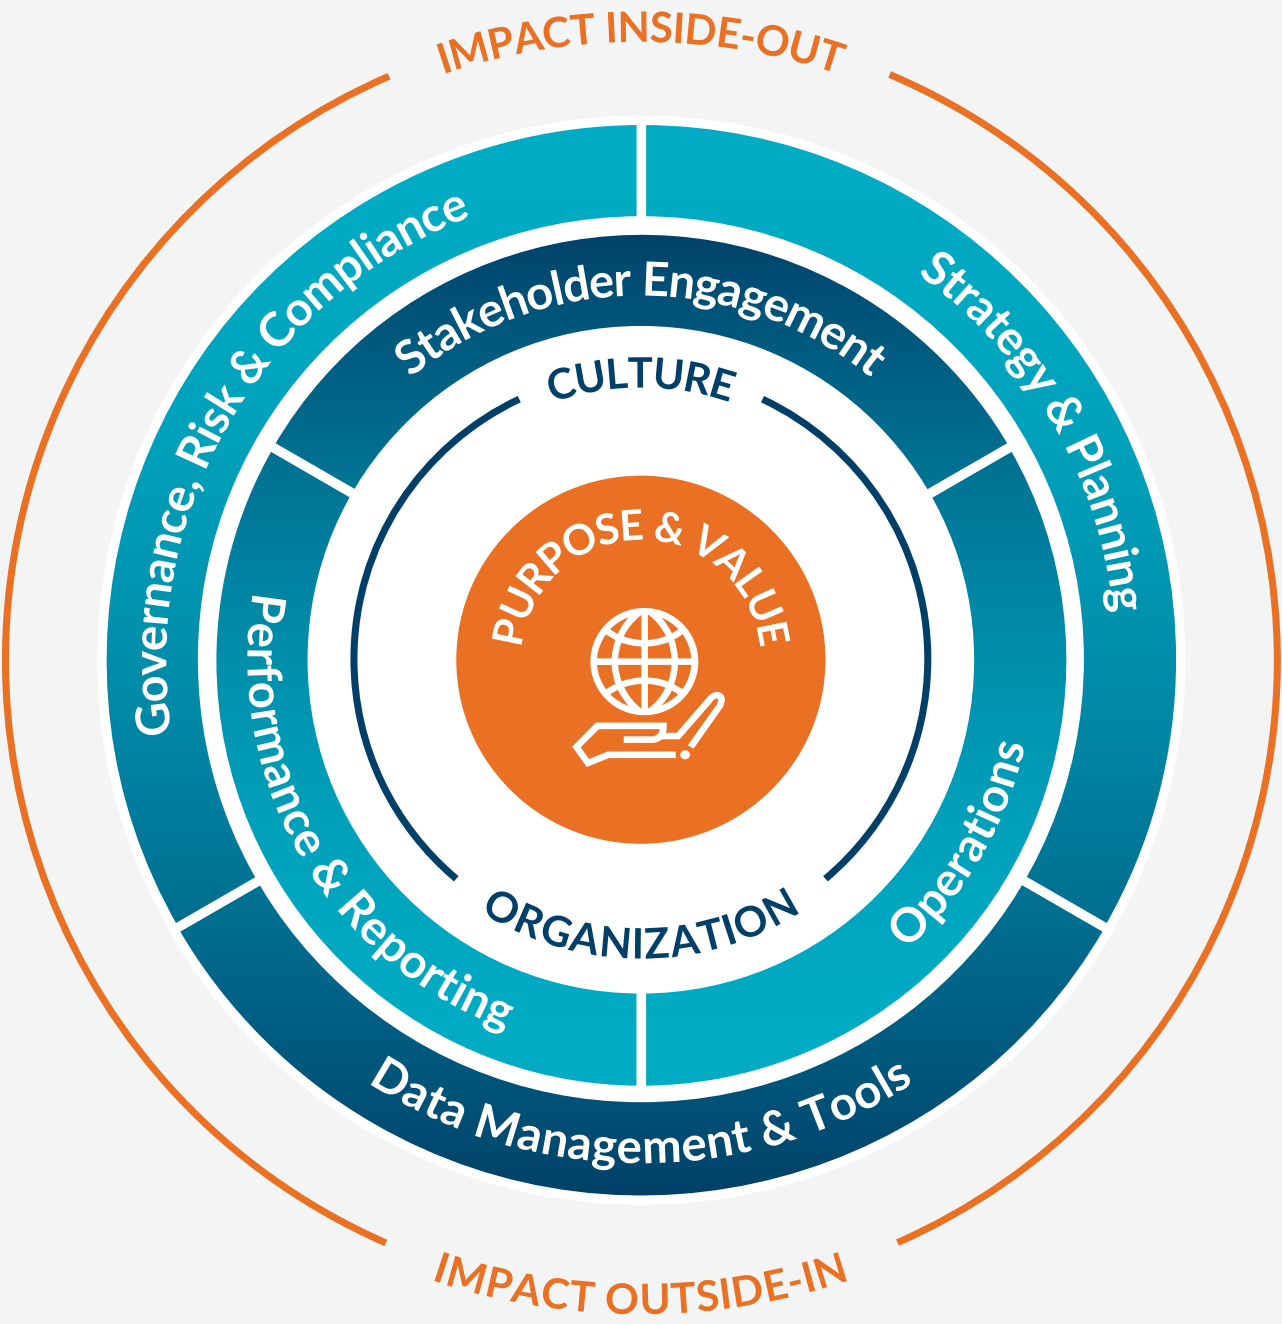 IMPACT INSIDE-OUT
Governance, Risk & Compliance
Strategy & Planning
Stakeholder Engagement
CULTURE
PURPOSE & VALUE
Performance & Reporting
Operations
ORGANIZATION
Data Management & Tools
IMPACT OUTSIDE-IN